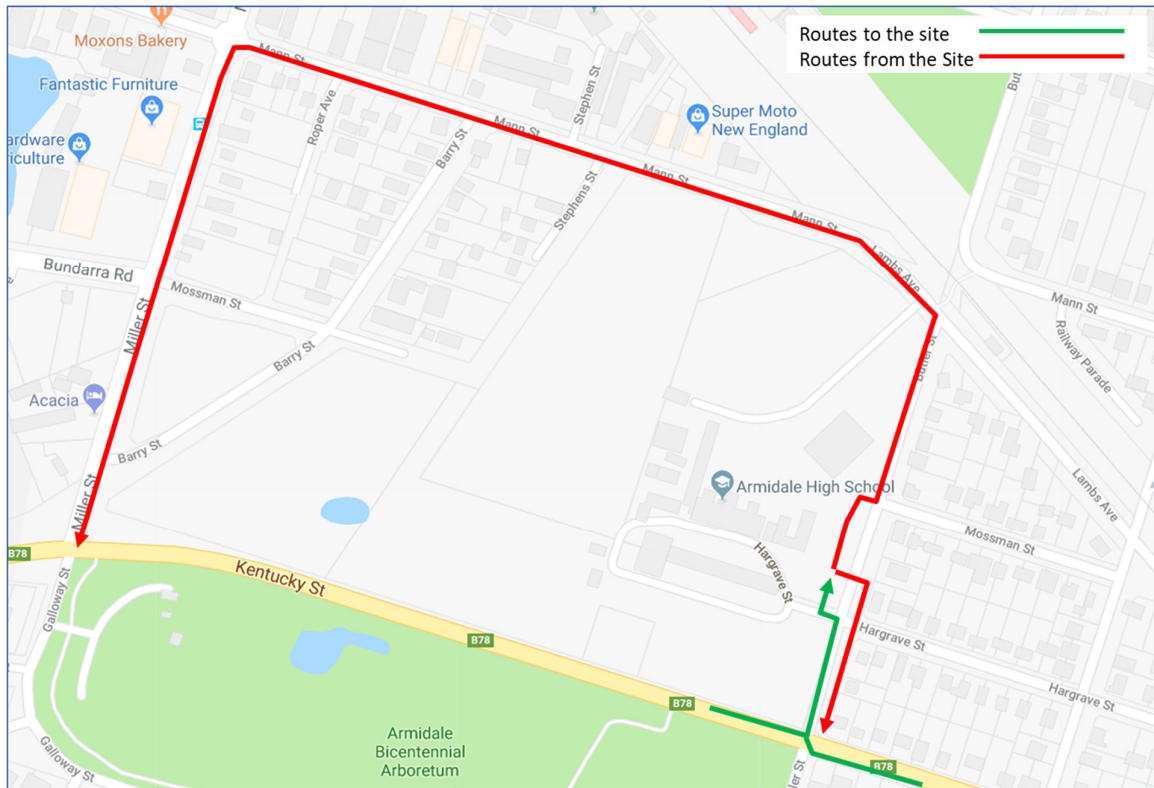 Moxons Bakery
Mann St
Routes to the site
Routes from the Site
Fantastic Furniture
Roper Ave
Stephen St
Super Moto
New England
Mann St
Barry St
Mann St
Stephens St
Mann St
Lambs Ave
Bundarra Rd
Mossman St
Mann St
Miller St
Barry St
Butler St
Railway Parade
Acacia
Barry St
Armidale High School
Lambs Ave
Miller St
Mossman St
B78
Kentucky St
Hargrave St
Galloway St
B78
Hargrave St
Hargrave St
B78
Armidale
Bicentennial
Arboretum
Galloway St
B78